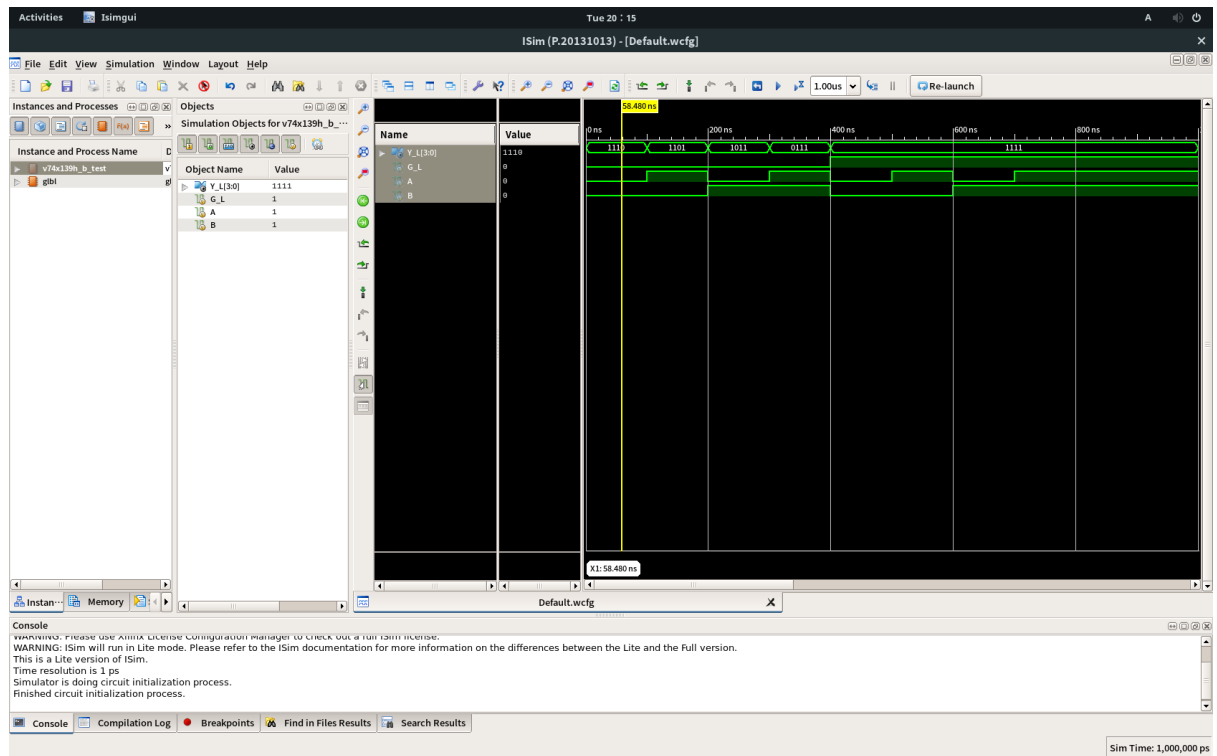 Activities Isimgui Tue 20:15 A
ISim (P.20131013) - [Default.wcfg]
File Edit View Simulation Window Layout Help
1.00us Re-launch
Instances and Processes
Instance and Process Name D
v74x139h_b_test v
glbl gl
Instan··· Memory
Objects
Simulation Objects for v74x139h_b_···
Object Name Value
Y_L[3:0] 1111
G_L 1
A 1
B 1
Name Value
Y_L[3:0] 1110
G_L 0
A 0
B 0
58.480 ns
0 ns 200 ns 400 ns 600 ns 800 ns
1110 1101 1011 0111 1111
X1: 58.480 ns
Default.wcfg
Console
WARNING: Please use Xilinx License Configuration Manager to check out a full ISim license.
WARNING: ISim will run in Lite mode. Please refer to the ISim documentation for more information on the differences between the Lite and the Full version.
This is a Lite version of ISim.
Time resolution is 1 ps
Simulator is doing circuit initialization process.
Finished circuit initialization process.
Console Compilation Log Breakpoints Find in Files Results Search Results
Sim Time: 1,000,000 ps